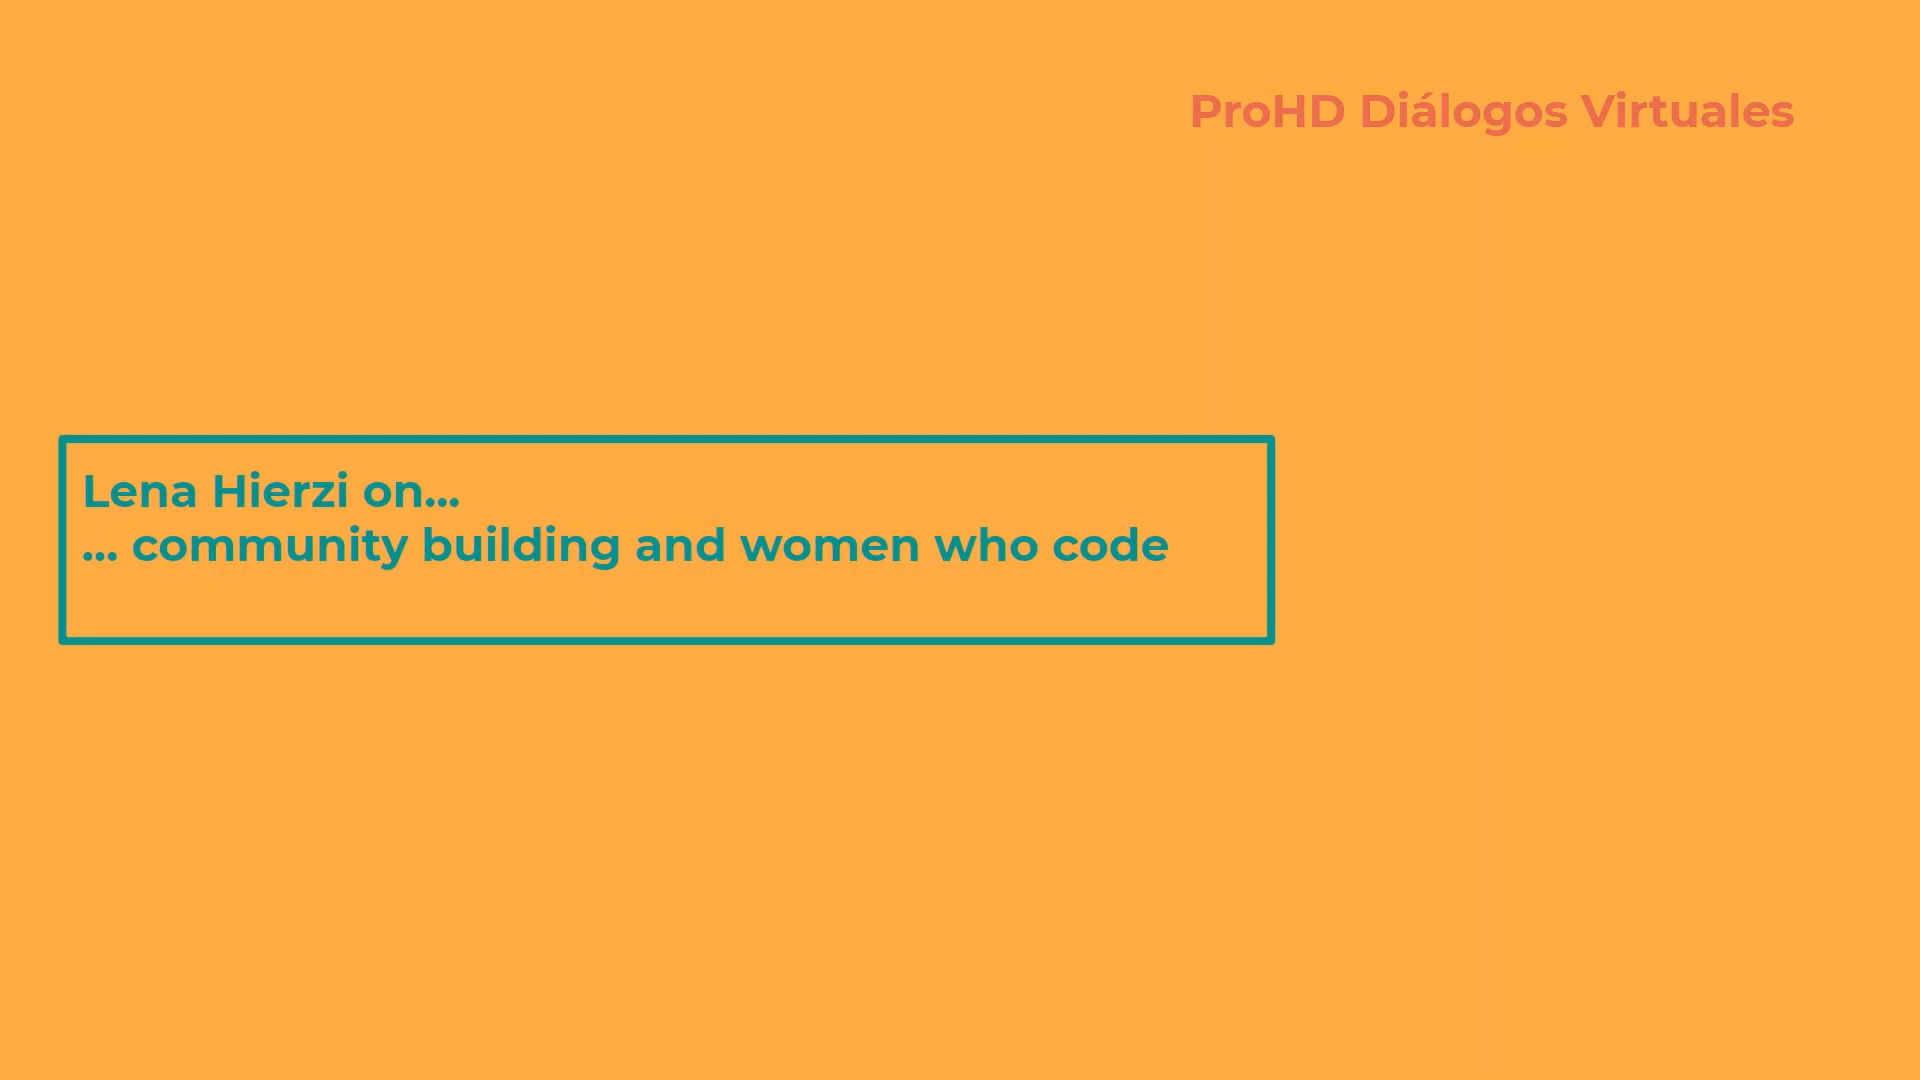 ProHD Diálogos Virtuales
Lena Hierzi on...
... community building and women who code